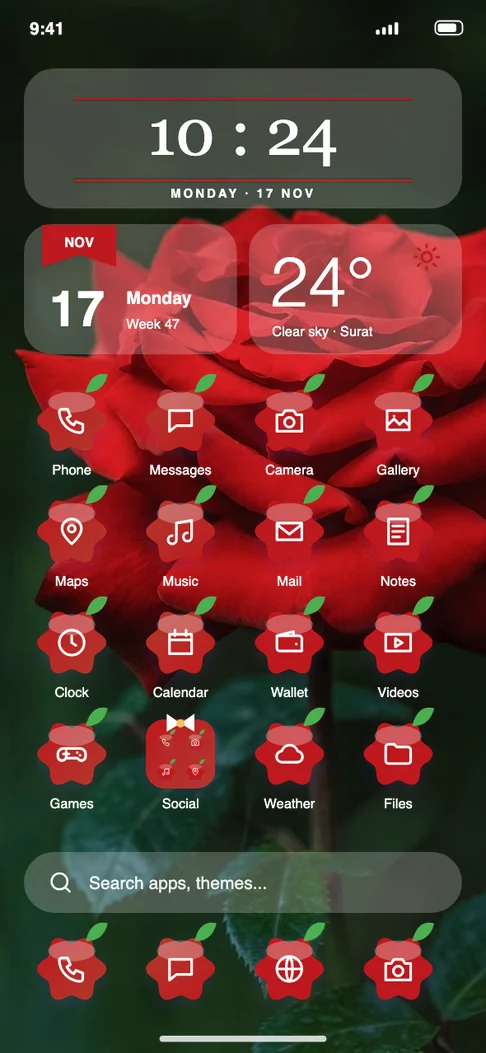 9:41
10 : 24
MONDAY · 17 NOV
NOV
17
Monday
Week 47
24°
Clear sky · Surat
Phone
Messages
Camera
Gallery
Maps
Music
Mail
Notes
Clock
Calendar
Wallet
Videos
Games
Social
Weather
Files
Search apps, themes...